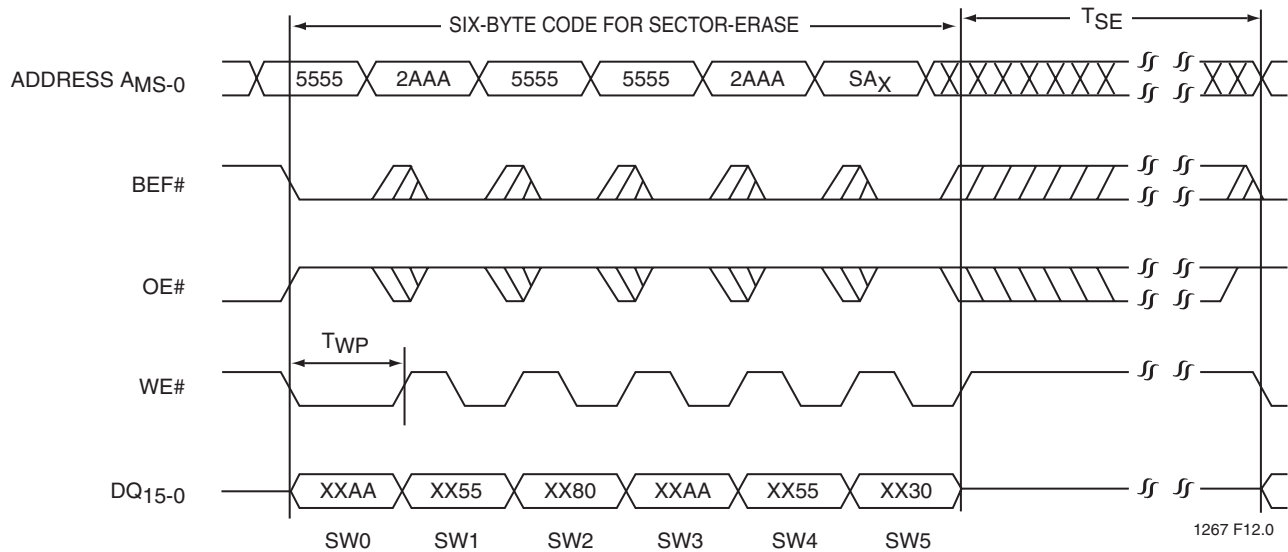 SIX-BYTE CODE FOR SECTOR-ERASE TSE
ADDRESS AMS-0 5555 2AAA 5555 5555 2AAA SAX
BEF#
OE#
TWP
WE#
DQ15-0 XXAA XX55 XX80 XXAA XX55 XX30
SW0 SW1 SW2 SW3 SW4 SW5
1267 F12.0